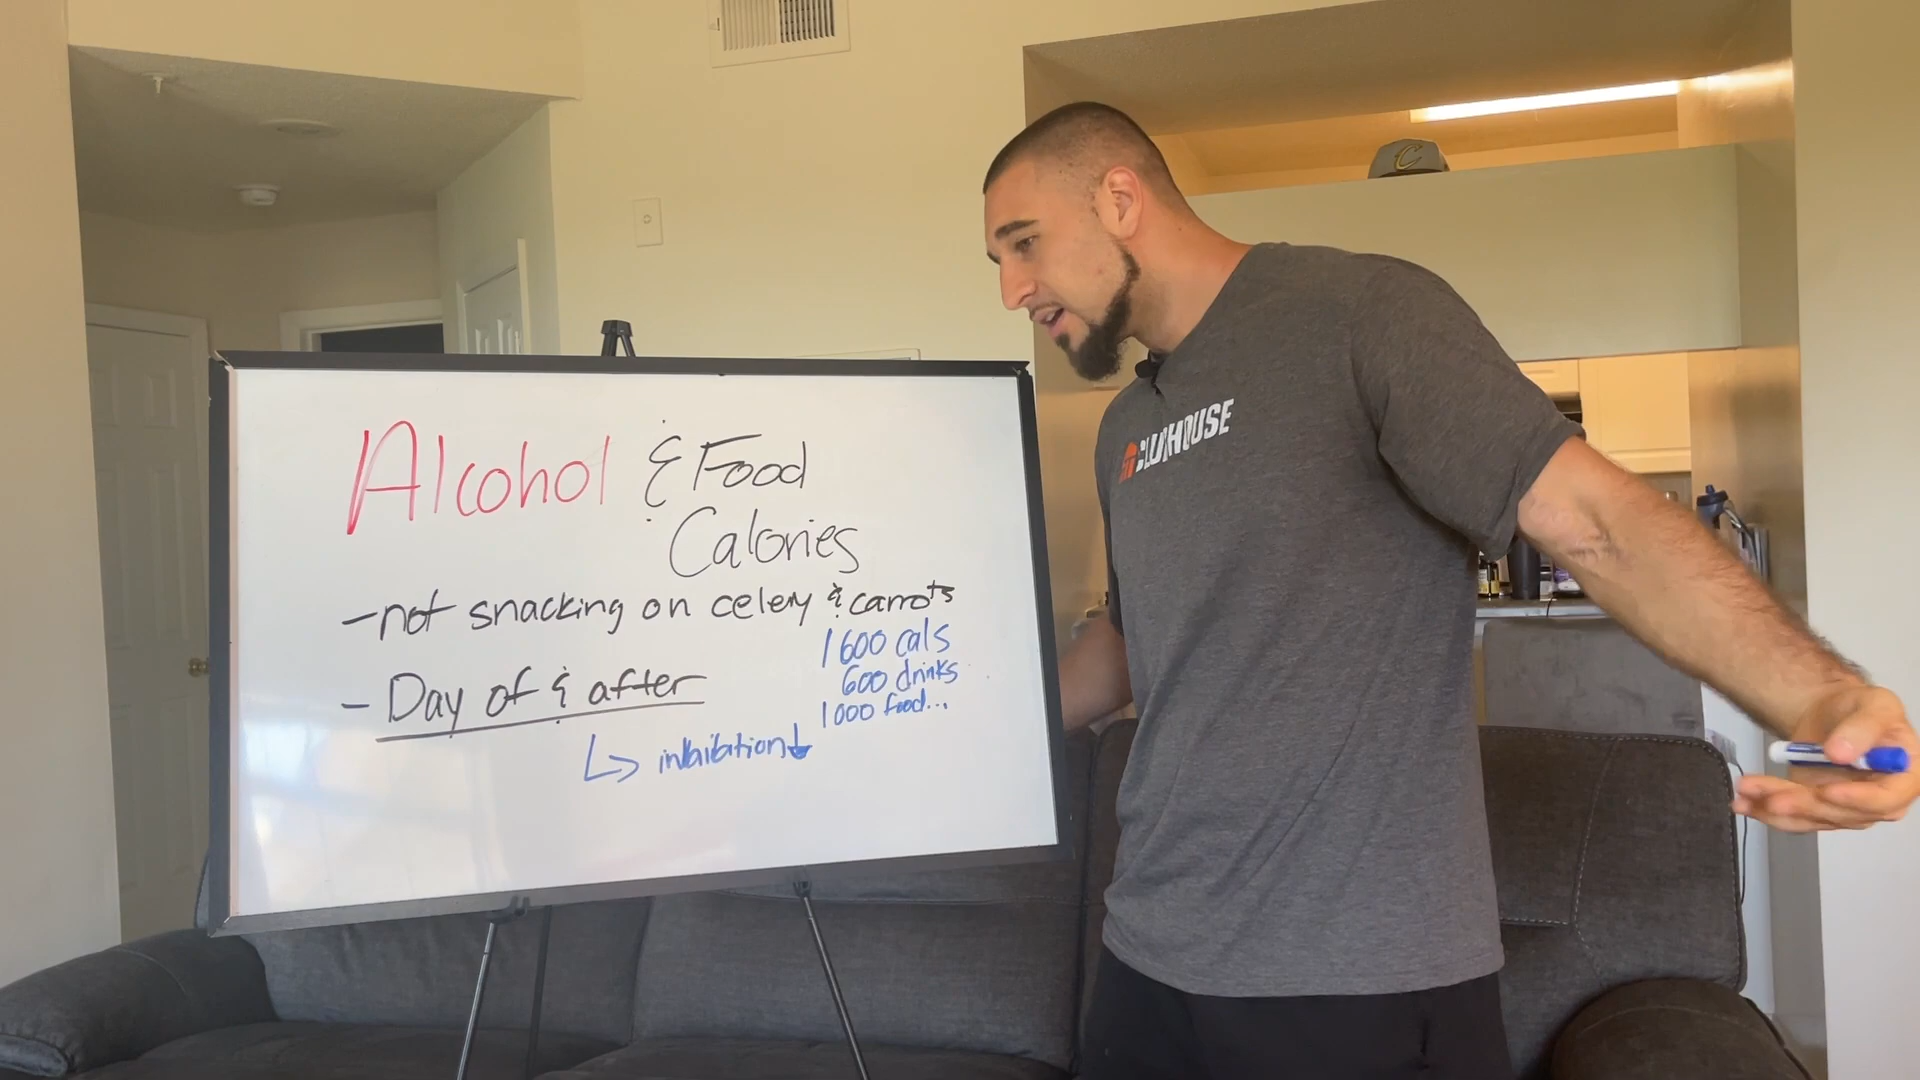 Alcohol & Food
Calories
- not snacking on celery & carrots
1600 cals
600 drinks
1000 food...
- Day of & after
↳ inhibition↓
CLUBHOUSE
C